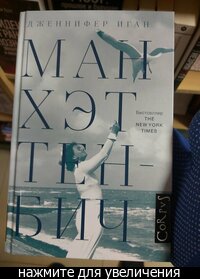 ДЖЕННИФЕР ИГАН
МАН
ХЭТ
ТЕН-
БИЧ
Бестселлер
THE
NEW YORK
TIMES
CORPUS
нажмите для увеличения